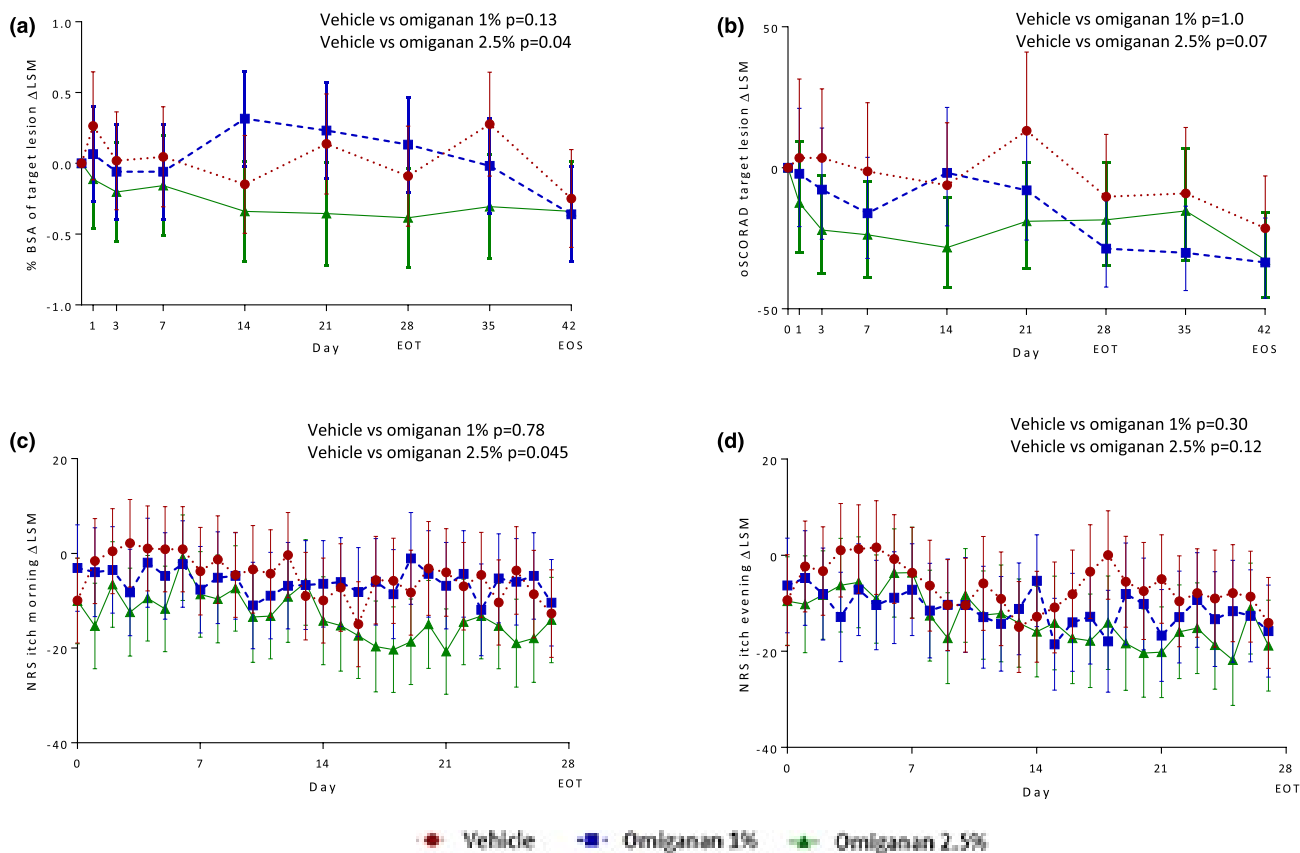 (a)
Vehicle vs omiganan 1% p=0.13
Vehicle vs omiganan 2.5% p=0.04
% BSA of target lesion ΔLSM
1.0
0.5
0.0
-0.5
-1.0
1 3 7 14 21 28 35 42
Day EOT EOS
(b)
Vehicle vs omiganan 1% p=1.0
Vehicle vs omiganan 2.5% p=0.07
oSCORAD target lesion ΔLSM
50
0
-50
0 1 3 7 14 21 28 35 42
Day EOT EOS
(c)
Vehicle vs omiganan 1% p=0.78
Vehicle vs omiganan 2.5% p=0.045
NRS itch morning ΔLSM
20
0
-20
-40
0 7 14 21 28
Day EOT
(d)
Vehicle vs omiganan 1% p=0.30
Vehicle vs omiganan 2.5% p=0.12
NRS itch evening ΔLSM
20
0
-20
-40
0 7 14 21 28
Day EOT
Vehicle Omiganan 1% Omiganan 2.5%